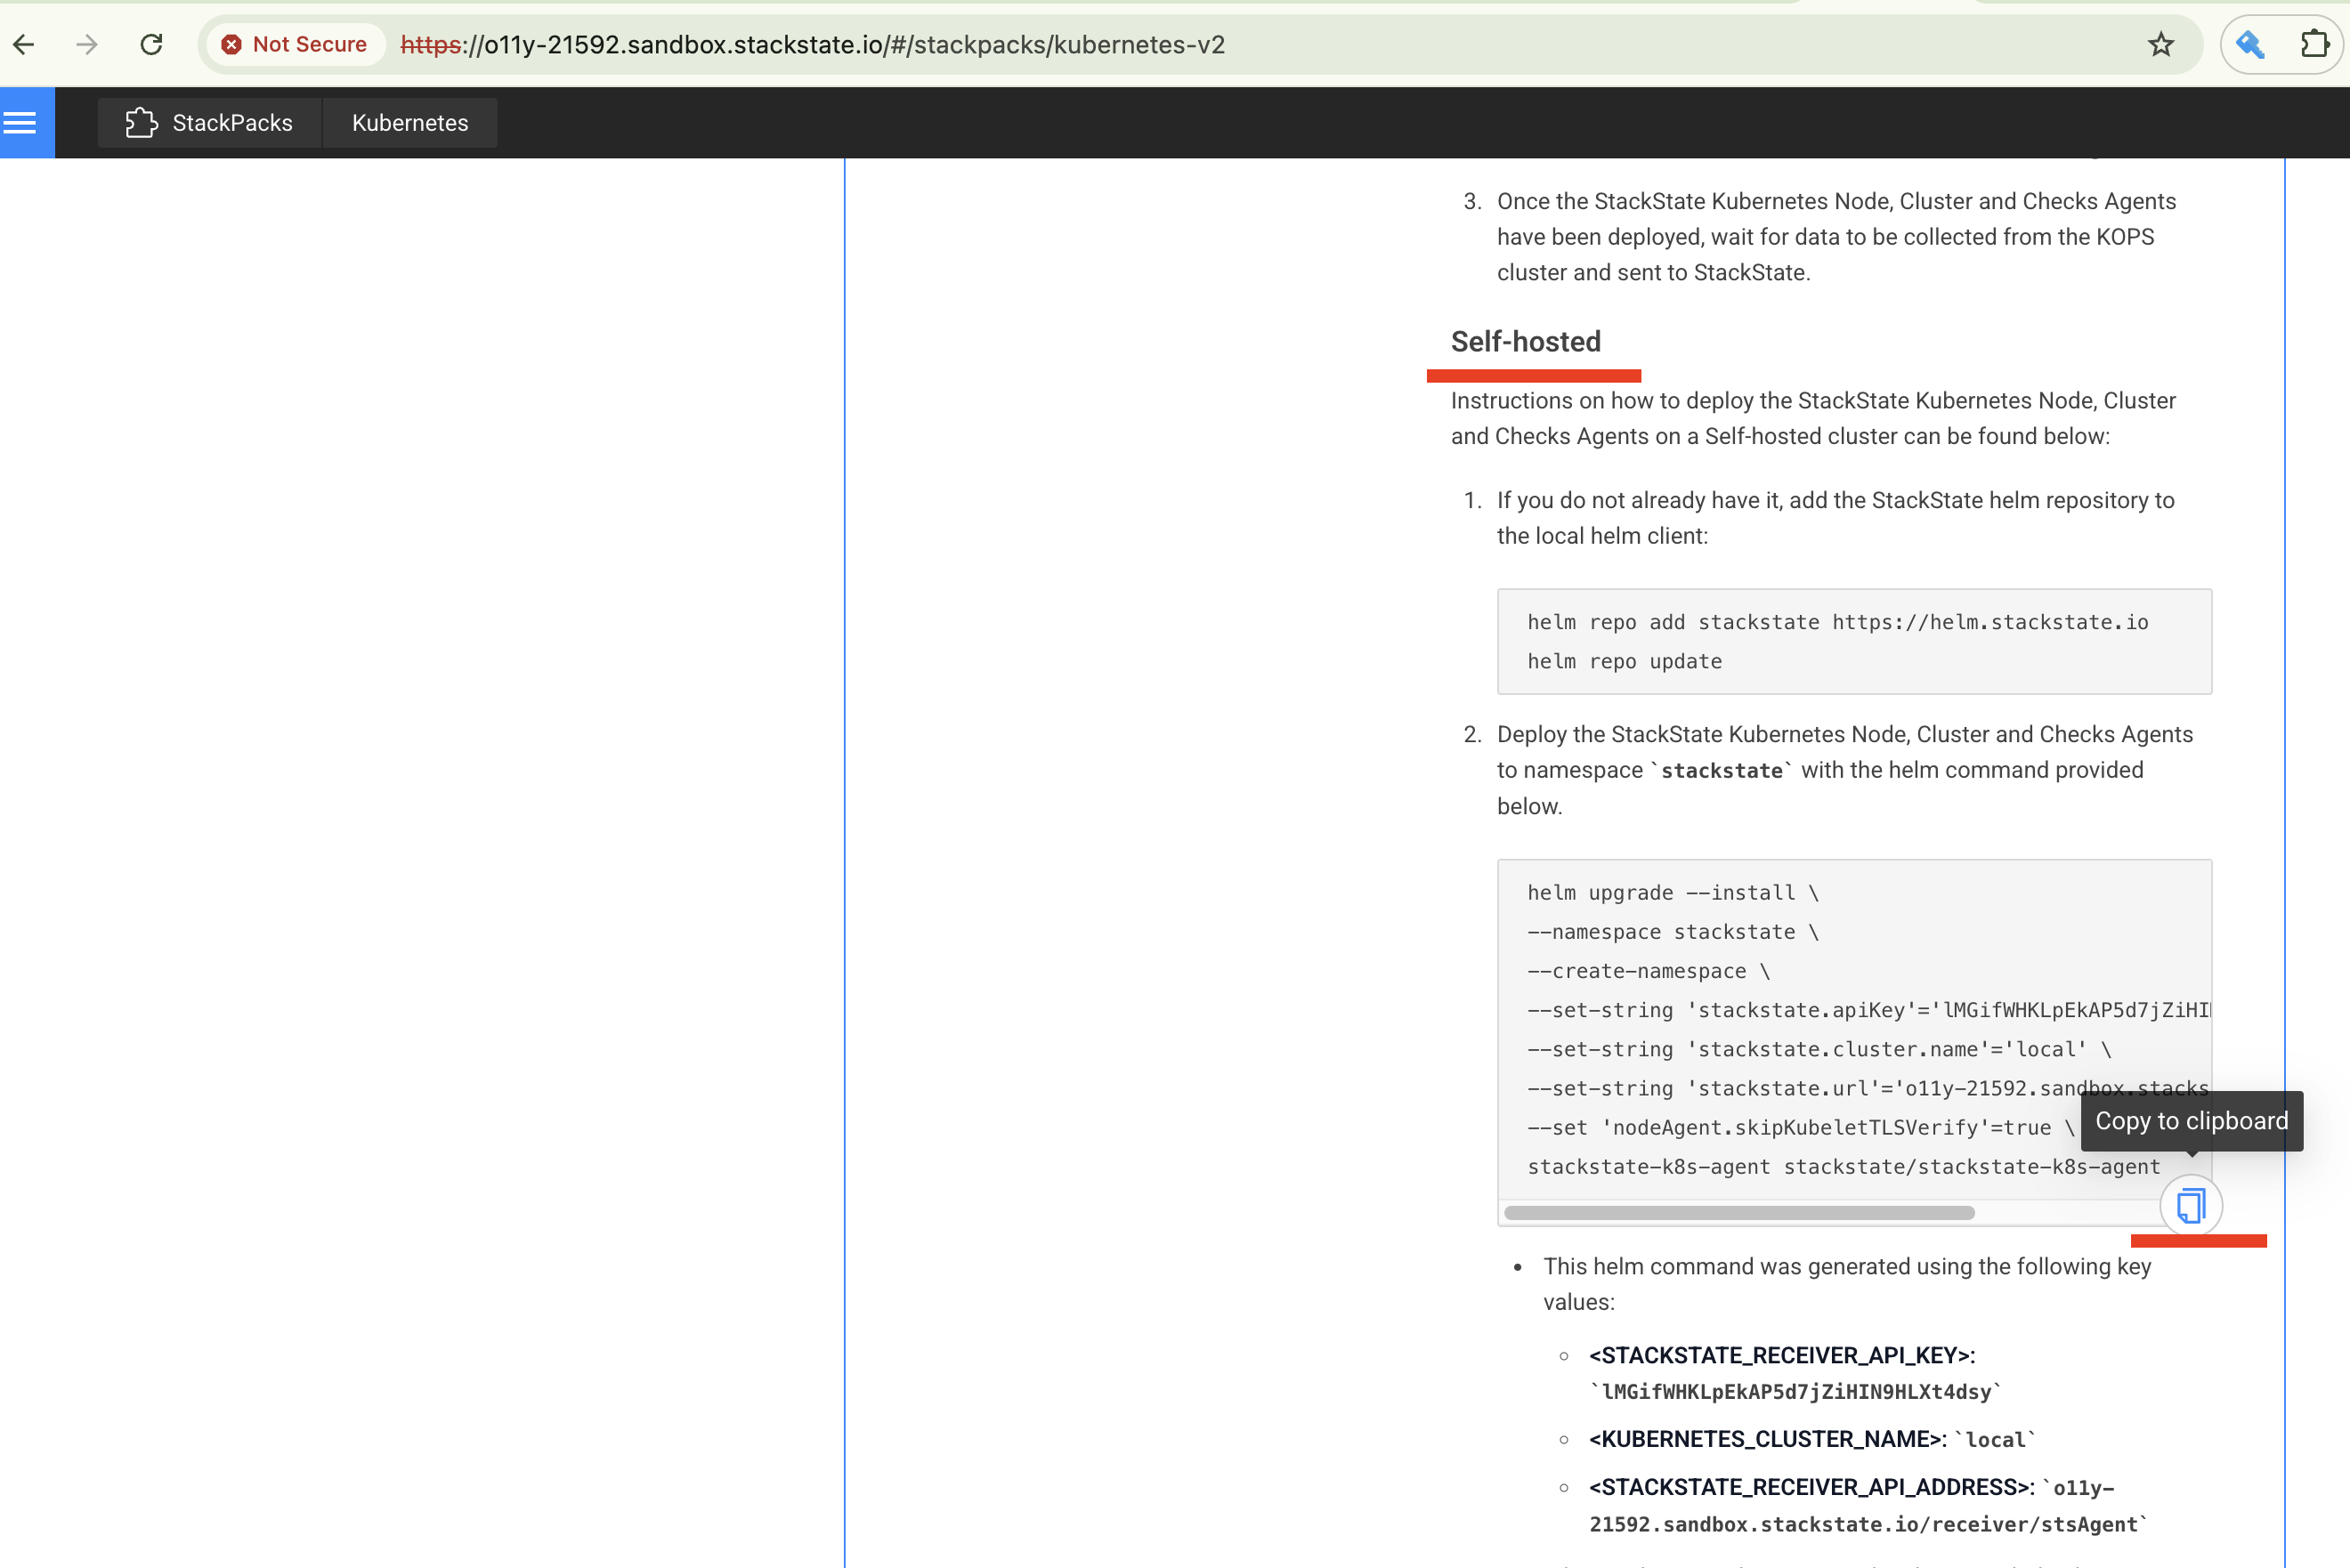 Not Secure https://o11y-21592.sandbox.stackstate.io/#/stackpacks/kubernetes-v2
StackPacks Kubernetes
3. Once the StackState Kubernetes Node, Cluster and Checks Agents
have been deployed, wait for data to be collected from the KOPS
cluster and sent to StackState.
Self-hosted
Instructions on how to deploy the StackState Kubernetes Node, Cluster
and Checks Agents on a Self-hosted cluster can be found below:
1. If you do not already have it, add the StackState helm repository to
the local helm client:
helm repo add stackstate https://helm.stackstate.io
helm repo update
2. Deploy the StackState Kubernetes Node, Cluster and Checks Agents
to namespace `stackstate` with the helm command provided
below.
helm upgrade --install \
--namespace stackstate \
--create-namespace \
--set-string 'stackstate.apiKey'='lMGifWHKLpEkAP5d7jZiHI
--set-string 'stackstate.cluster.name'='local' \
--set-string 'stackstate.url'='o11y-21592.sandbox.stacks
--set 'nodeAgent.skipKubeletTLSVerify'=true \
Copy to clipboard
stackstate-k8s-agent stackstate/stackstate-k8s-agent
• This helm command was generated using the following key
values:
◦ <STACKSTATE_RECEIVER_API_KEY>:
`lMGifWHKLpEkAP5d7jZiHIN9HLXt4dsy`
◦ <KUBERNETES_CLUSTER_NAME>: `local`
◦ <STACKSTATE_RECEIVER_API_ADDRESS>: `o11y-
21592.sandbox.stackstate.io/receiver/stsAgent`